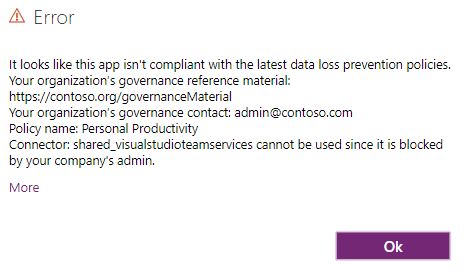 Error
It looks like this app isn't compliant with the latest data loss prevention policies.
Your organization's governance reference material:
https://contoso.org/governanceMaterial
Your organization's governance contact: admin@contoso.com
Policy name: Personal Productivity
Connector: shared_visualstudioteamservices cannot be used since it is blocked
by your company's admin.
More
Ok